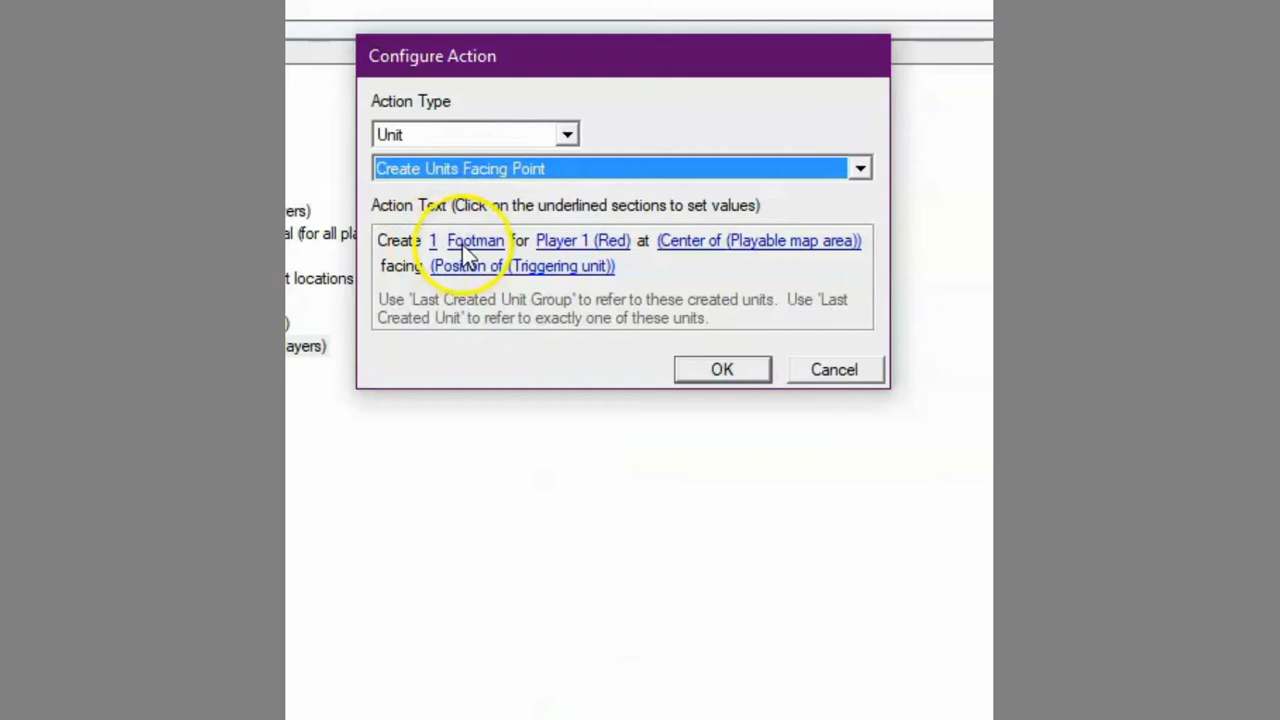 Configure Action
Action Type
Unit
Create Units Facing Point
Action Text (Click on the underlined sections to set values)
Create 1 Footman for Player 1 (Red) at (Center of (Playable map area))
facing (Position of (Triggering unit))
Use 'Last Created Unit Group' to refer to these created units. Use 'Last
Created Unit' to refer to exactly one of these units.
OK Cancel
ers)
al (for all pla
t locations
)
ayers)